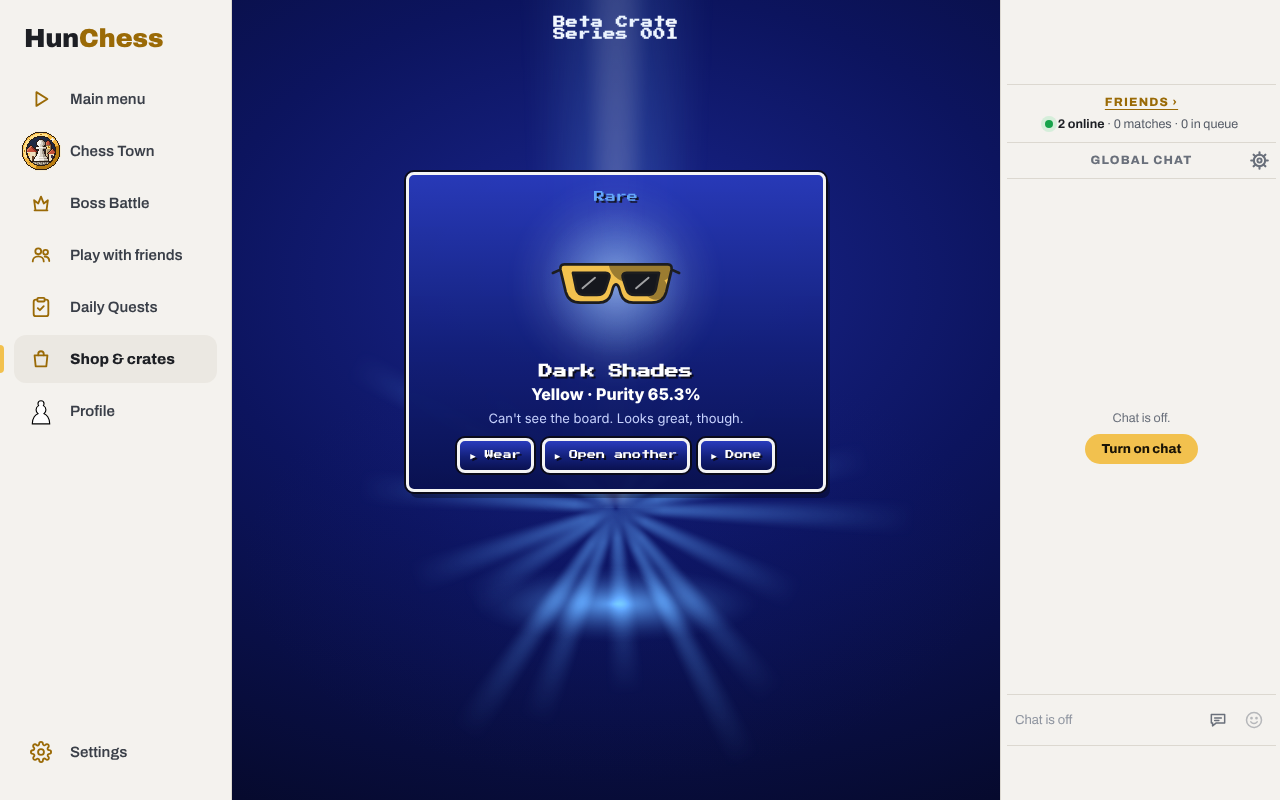 HunChess
Main menu
Chess Town
Boss Battle
Play with friends
Daily Quests
Shop & crates
Profile
Settings
Beta Crate
Series 001
Rare
Dark Shades
Yellow · Purity 65.3%
Can't see the board. Looks great, though.
▸ Wear
▸ Open another
▸ Done
FRIENDS ›
2 online · 0 matches · 0 in queue
GLOBAL CHAT
Chat is off.
Turn on chat
Chat is off